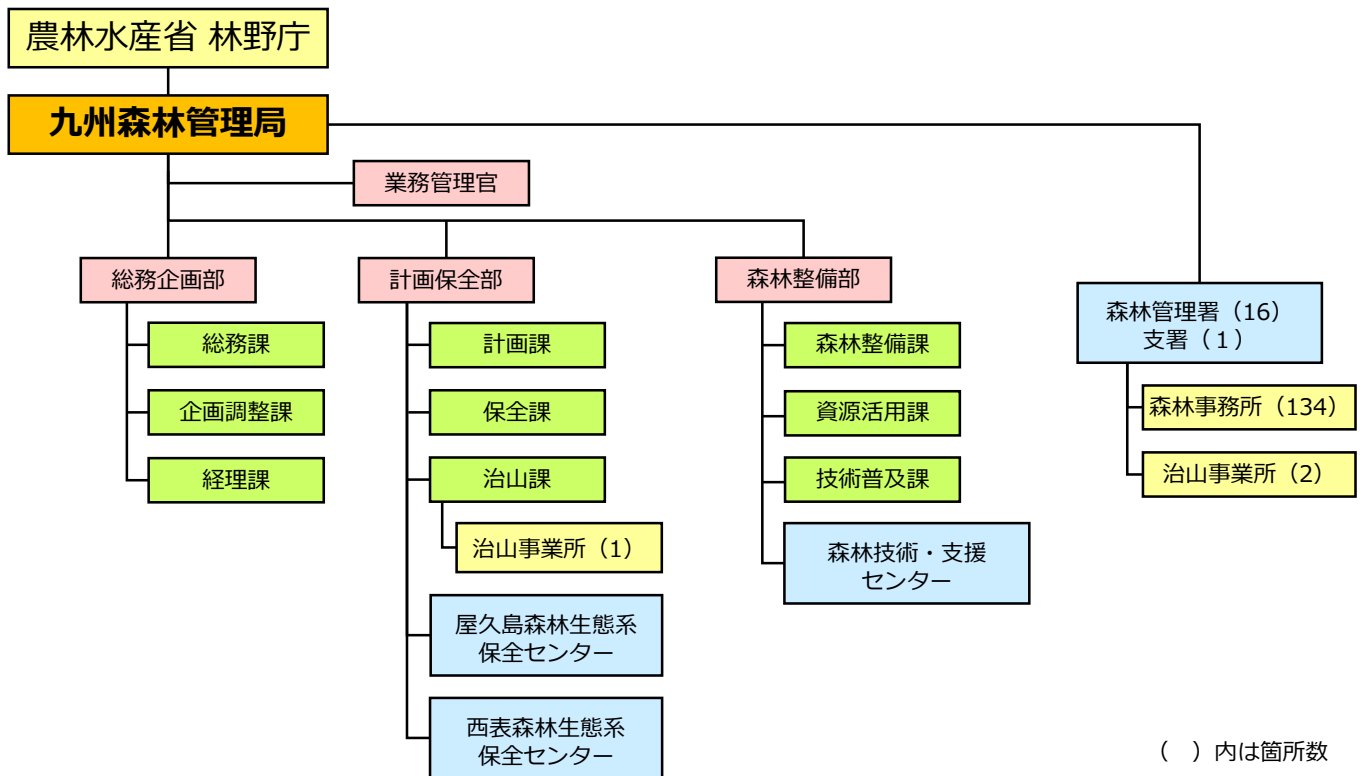 農林水産省 林野庁
九州森林管理局
業務管理官
総務企画部
計画保全部
森林整備部
総務課
企画調整課
経理課
計画課
保全課
治山課
治山事業所（1）
屋久島森林生態系
保全センター
西表森林生態系
保全センター
森林整備課
資源活用課
技術普及課
森林技術・支援
センター
森林管理署（16）
支署（１）
森林事務所（134）
治山事業所（2）
（　）内は箇所数